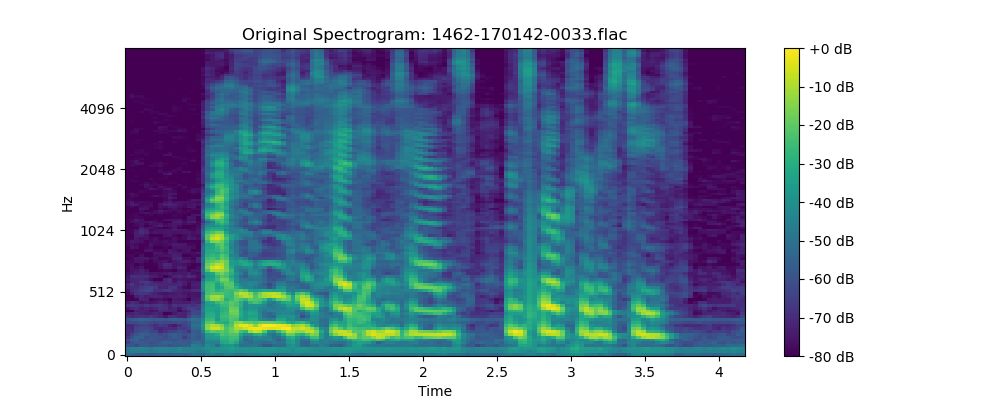 Original Spectrogram: 1462-170142-0033.flac
Hz
4096
2048
1024
512
0
0 0.5 1 1.5 2 2.5 3 3.5 4
Time
+0 dB
-10 dB
-20 dB
-30 dB
-40 dB
-50 dB
-60 dB
-70 dB
-80 dB